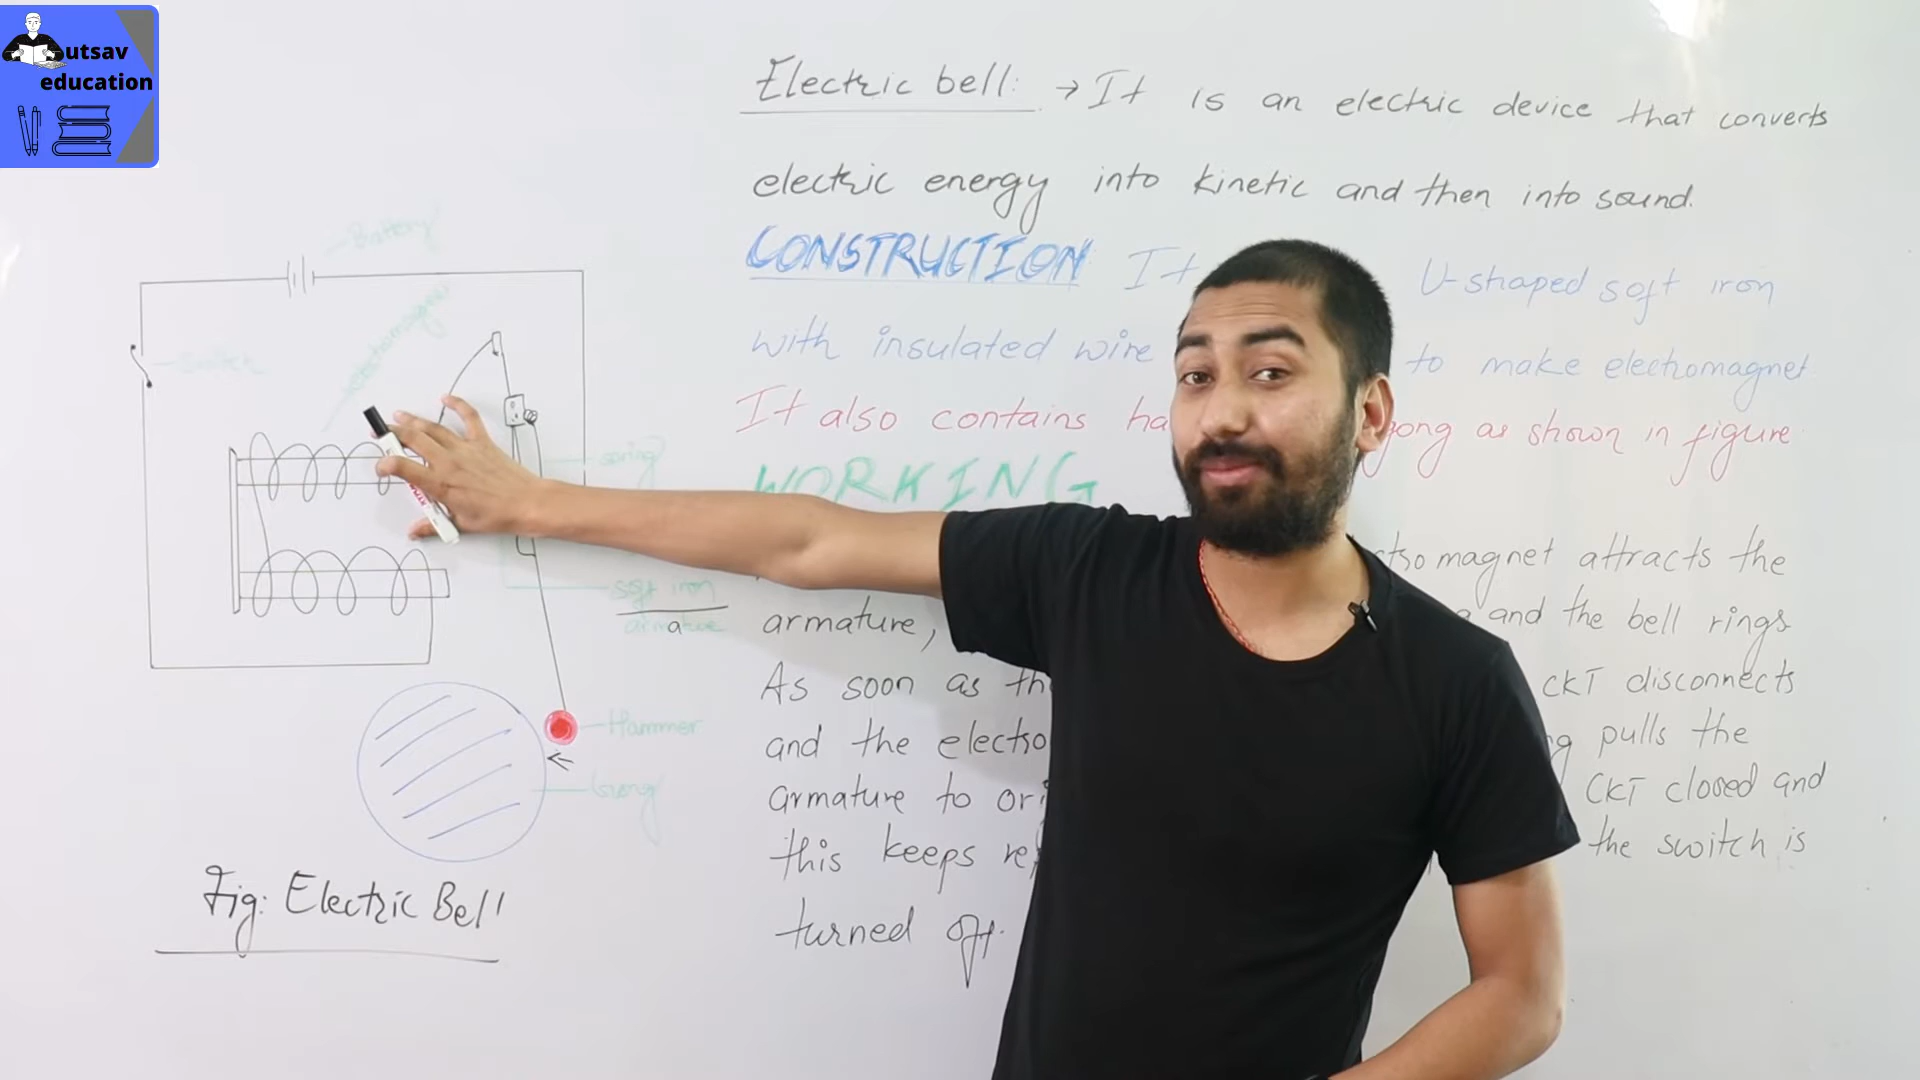 utsav
education
Electric bell: → It is an electric device that converts
electric energy into kinetic and then into sound.
CONSTRUCTION It U-shaped soft iron
with insulated wire to make electomagnet
It also contains ha gong as shown in figure
WORKING
magnet attracts the
armature, and the bell rings
As soon as th CKT disconnects
and the electro pulls the
armature to ori CKT closed and
this keeps re the switch is
turned off.
Battery
Switch
electromagnet
spring
soft iron
armature
Hammer
Gong
Fig: Electric Bell